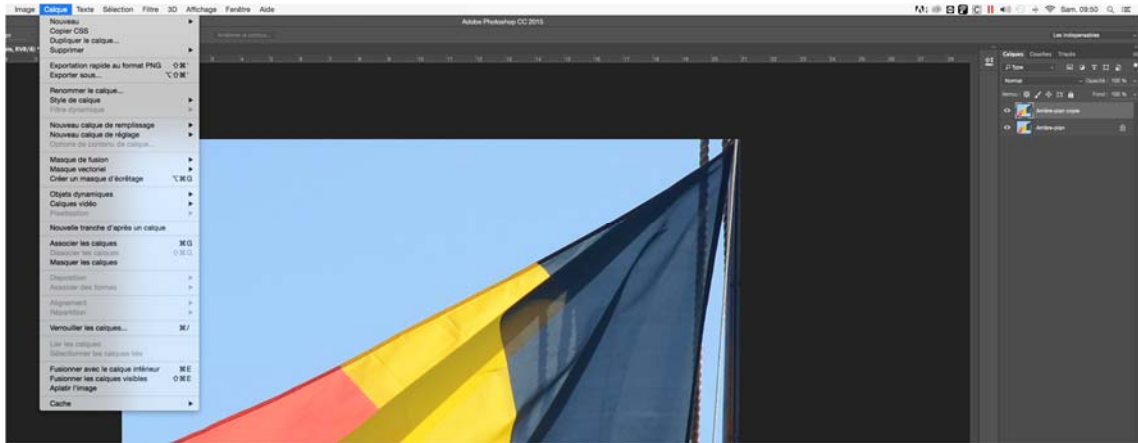 Image Calque Texte Sélection Filtre 3D Affichage Fenêtre Aide
Sam. 09:50
Adobe Photoshop CC 2015
Les indispensables
Nouveau
Copier CSS
Dupliquer le calque...
Supprimer
Exportation rapide au format PNG ⇧⌘'
Exporter sous... ⌥⇧⌘'
Renommer le calque...
Style de calque
Filtre dynamique
Nouveau calque de remplissage
Nouveau calque de réglage
Options de contenu de calque...
Masque de fusion
Masque vectoriel
Créer un masque d'écrêtage ⌥⌘G
Objets dynamiques
Calques vidéo
Pixellisation
Nouvelle tranche d'après un calque
Associer les calques ⌘G
Dissocier les calques ⇧⌘G
Masquer les calques
Disposition
Associer des formes
Alignement
Répartition
Verrouiller les calques... ⌘/
Lier les calques
Sélectionner les calques liés
Fusionner avec le calque inférieur ⌘E
Fusionner les calques visibles ⇧⌘E
Aplatir l'image
Cache
Calques Couches Tracés
Type
Normal Opacité : 100 %
Verrou : Fond : 100 %
Arrière-plan copie
Arrière-plan